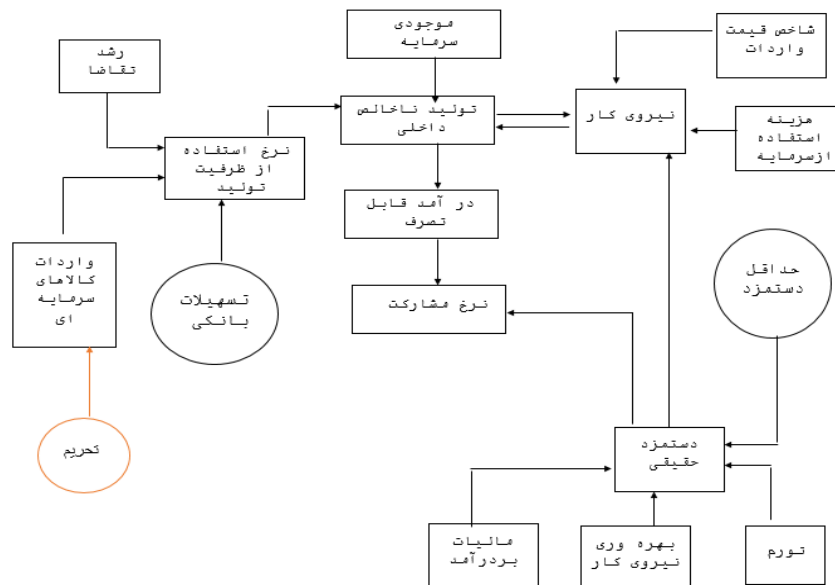 موجودی
سرمایه
شاخص قیمت
واردات
رشد
تقاضا
تولید ناخالص
داخلی
نیروی کار
هزینه
استفاده
ازسرمایه
نرخ استفاده
از ظرفیت
تولید
در آمد قابل
تصرف
واردات
کالاهای
سرمایه
ای
تسهیلات
بانکی
نرخ مشارکت
حداقل
دستمزد
تحریم
دستمزد
حقیقی
مالیات
بردرآمد
بهره وری
نیروی کار
تورم